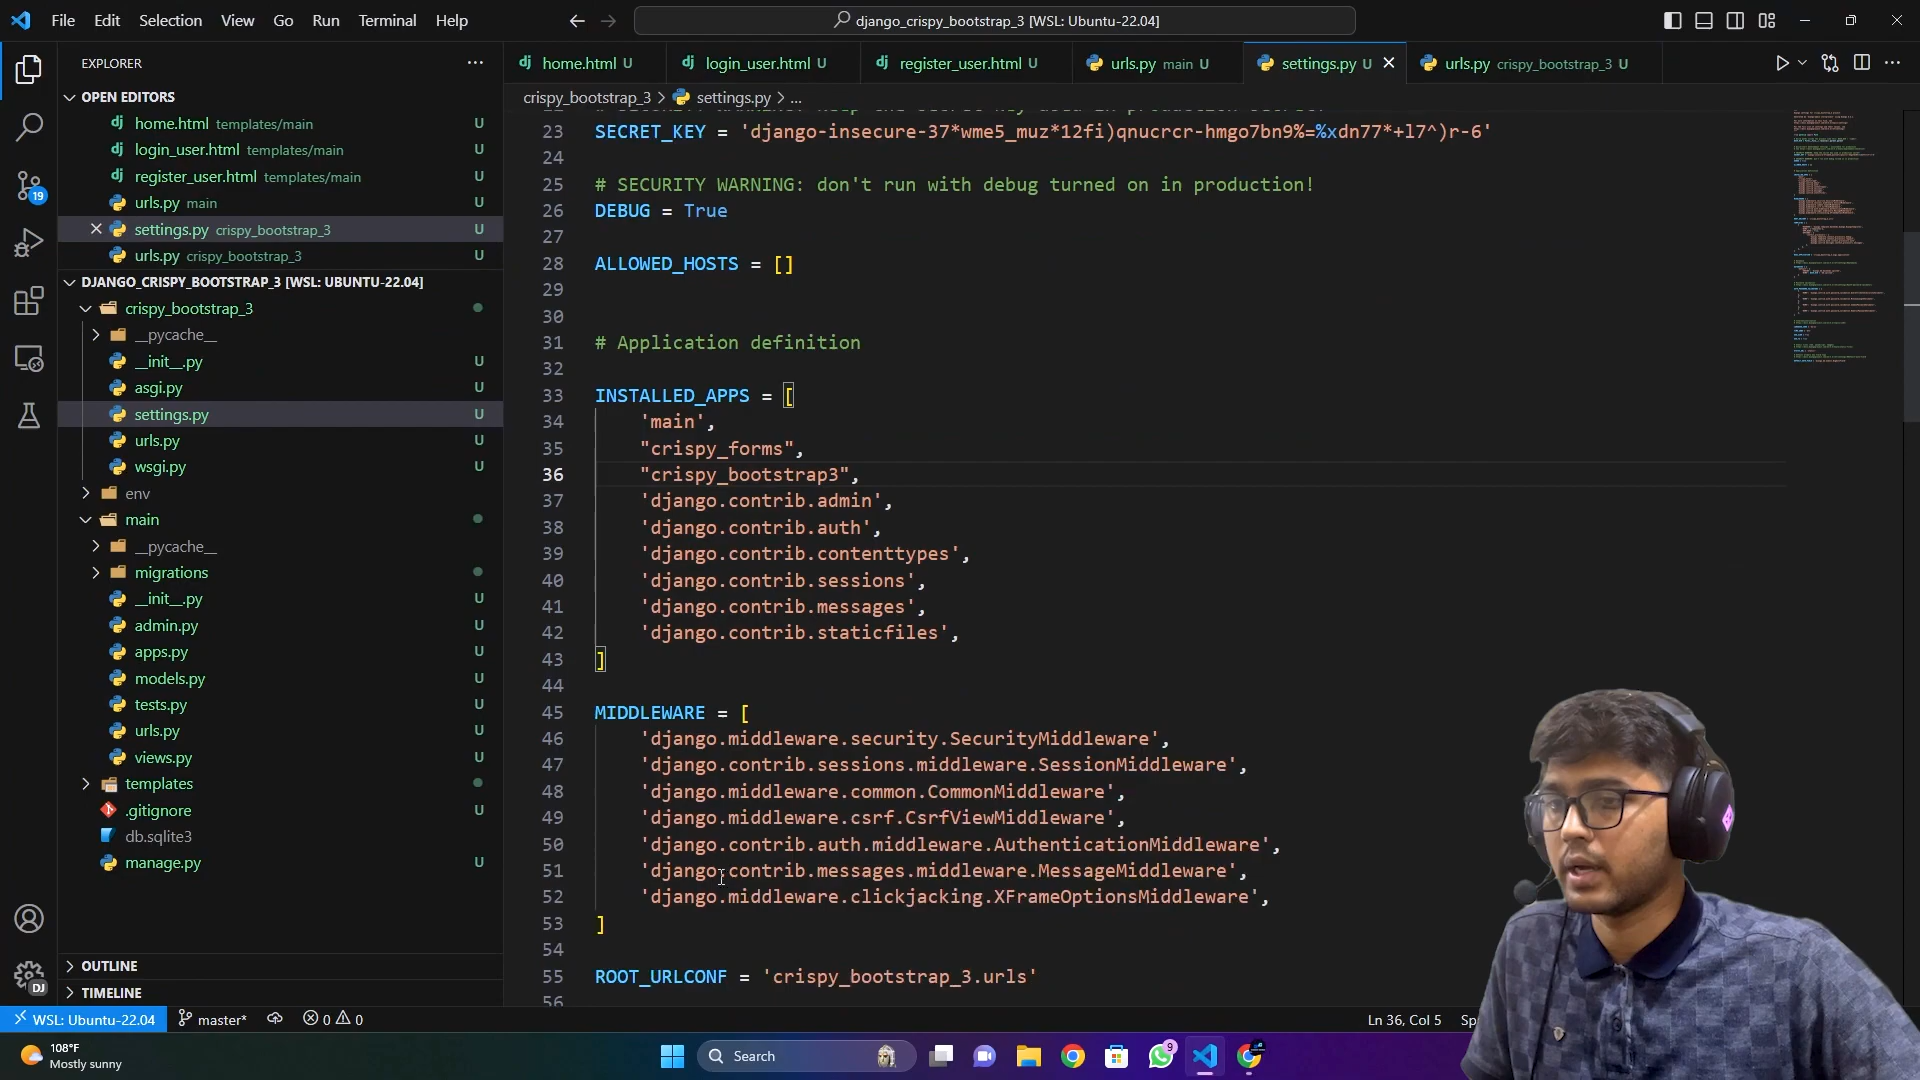 File Edit Selection View Go Run Terminal Help
django_crispy_bootstrap_3 [WSL: Ubuntu-22.04]
EXPLORER
OPEN EDITORS
home.html templates/main U
login_user.html templates/main U
register_user.html templates/main U
urls.py main U
settings.py crispy_bootstrap_3 U
urls.py crispy_bootstrap_3 U
DJANGO_CRISPY_BOOTSTRAP_3 [WSL: UBUNTU-22.04]
crispy_bootstrap_3
__pycache__
__init__.py U
asgi.py U
settings.py U
urls.py U
wsgi.py U
env
main
__pycache__
migrations
__init__.py U
admin.py U
apps.py U
models.py U
tests.py U
urls.py U
views.py U
templates
.gitignore U
db.sqlite3
manage.py U
OUTLINE
TIMELINE
19
DJ
home.html U login_user.html U register_user.html U urls.py main U settings.py U urls.py crispy_bootstrap_3 U
crispy_bootstrap_3 > settings.py > ...
23 SECRET_KEY = 'django-insecure-37*wme5_muz*12fi)qnucrcr-hmgo7bn9%=%xdn77*+l7^)r-6'
24
25 # SECURITY WARNING: don't run with debug turned on in production!
26 DEBUG = True
27
28 ALLOWED_HOSTS = []
29
30
31 # Application definition
32
33 INSTALLED_APPS = [
34 'main',
35 "crispy_forms",
36 "crispy_bootstrap3",
37 'django.contrib.admin',
38 'django.contrib.auth',
39 'django.contrib.contenttypes',
40 'django.contrib.sessions',
41 'django.contrib.messages',
42 'django.contrib.staticfiles',
43 ]
44
45 MIDDLEWARE = [
46 'django.middleware.security.SecurityMiddleware',
47 'django.contrib.sessions.middleware.SessionMiddleware',
48 'django.middleware.common.CommonMiddleware',
49 'django.middleware.csrf.CsrfViewMiddleware',
50 'django.contrib.auth.middleware.AuthenticationMiddleware',
51 'django.contrib.messages.middleware.MessageMiddleware',
52 'django.middleware.clickjacking.XFrameOptionsMiddleware',
53 ]
54
55 ROOT_URLCONF = 'crispy_bootstrap_3.urls'
56
WSL: Ubuntu-22.04 master* 0 0 Ln 36, Col 5
108°F
Mostly sunny
Search
9